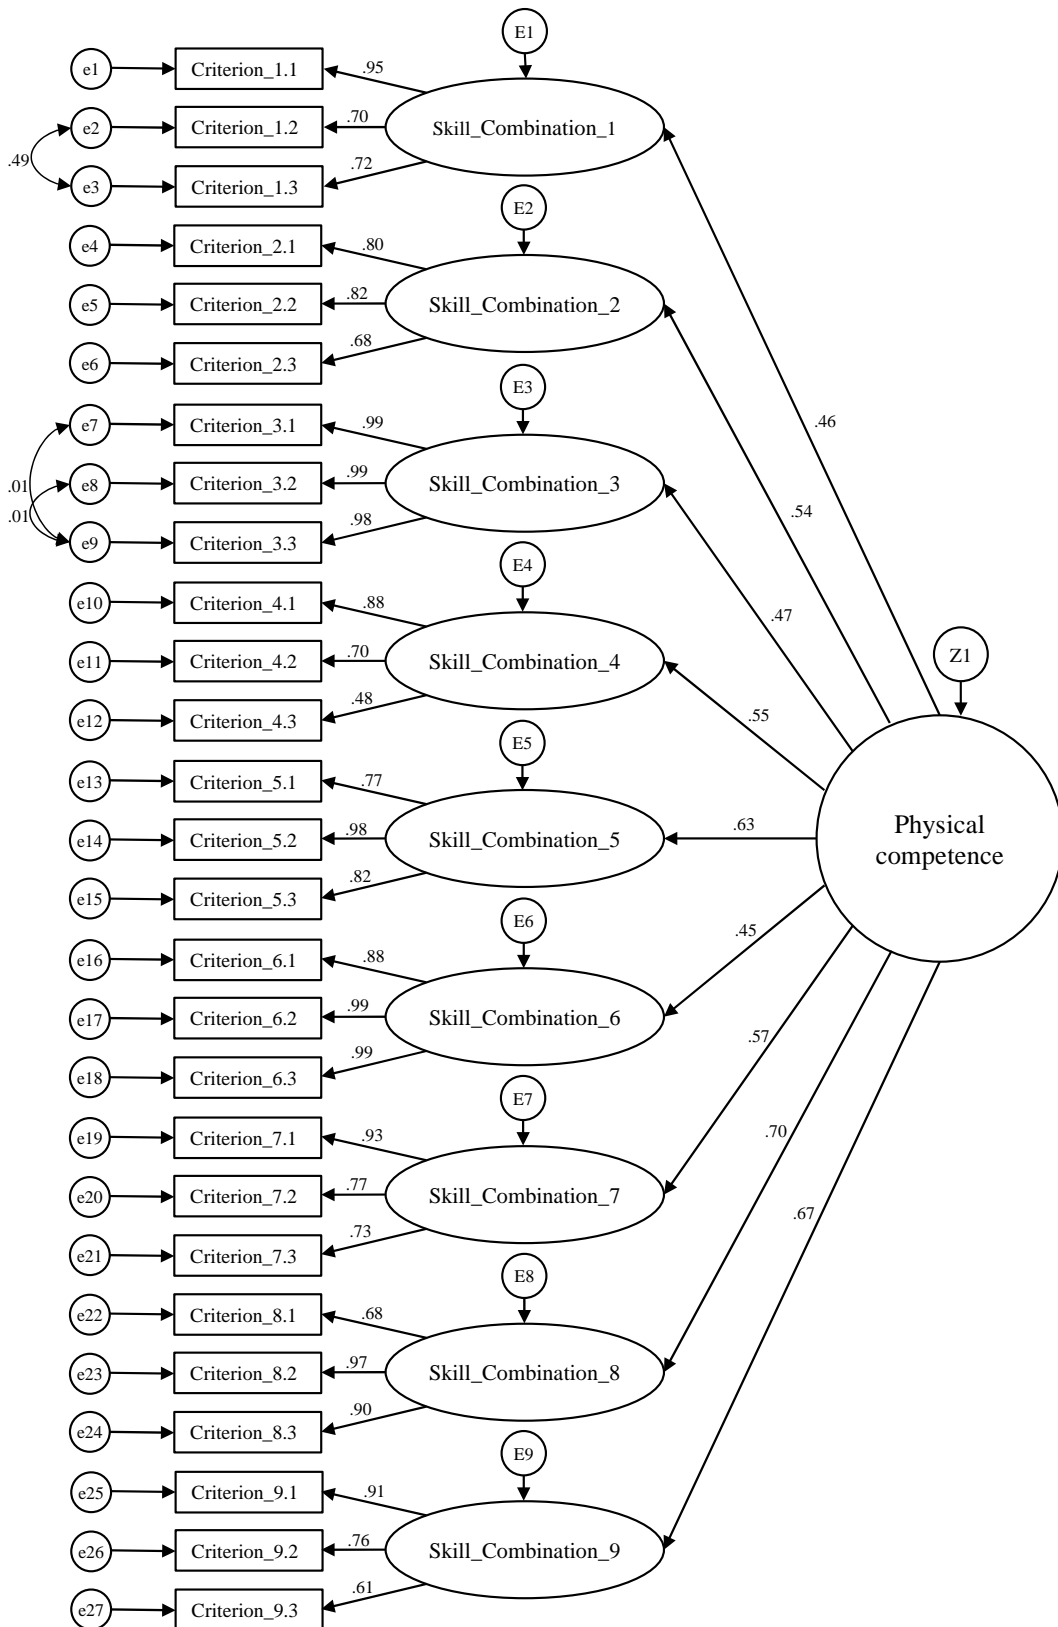 E1
e1
Criterion_1.1
.95
e2
Criterion_1.2
.70
Skill_Combination_1
.49
e3
Criterion_1.3
.72
E2
e4
Criterion_2.1
.80
e5
Criterion_2.2
.82
Skill_Combination_2
e6
Criterion_2.3
.68
E3
e7
Criterion_3.1
.99
.46
.01
e8
Criterion_3.2
.99
Skill_Combination_3
.01
.54
e9
Criterion_3.3
.98
E4
e10
Criterion_4.1
.88
.47
e11
Criterion_4.2
.70
Skill_Combination_4
Z1
e12
Criterion_4.3
.48
.55
E5
e13
Criterion_5.1
.77
e14
Criterion_5.2
.98
Skill_Combination_5
.63
Physical
competence
e15
Criterion_5.3
.82
E6
.45
e16
Criterion_6.1
.88
e17
Criterion_6.2
.99
Skill_Combination_6
.57
e18
Criterion_6.3
.99
E7
e19
Criterion_7.1
.93
.70
e20
Criterion_7.2
.77
Skill_Combination_7
.67
e21
Criterion_7.3
.73
E8
e22
Criterion_8.1
.68
e23
Criterion_8.2
.97
Skill_Combination_8
e24
Criterion_8.3
.90
E9
e25
Criterion_9.1
.91
e26
Criterion_9.2
.76
Skill_Combination_9
e27
Criterion_9.3
.61